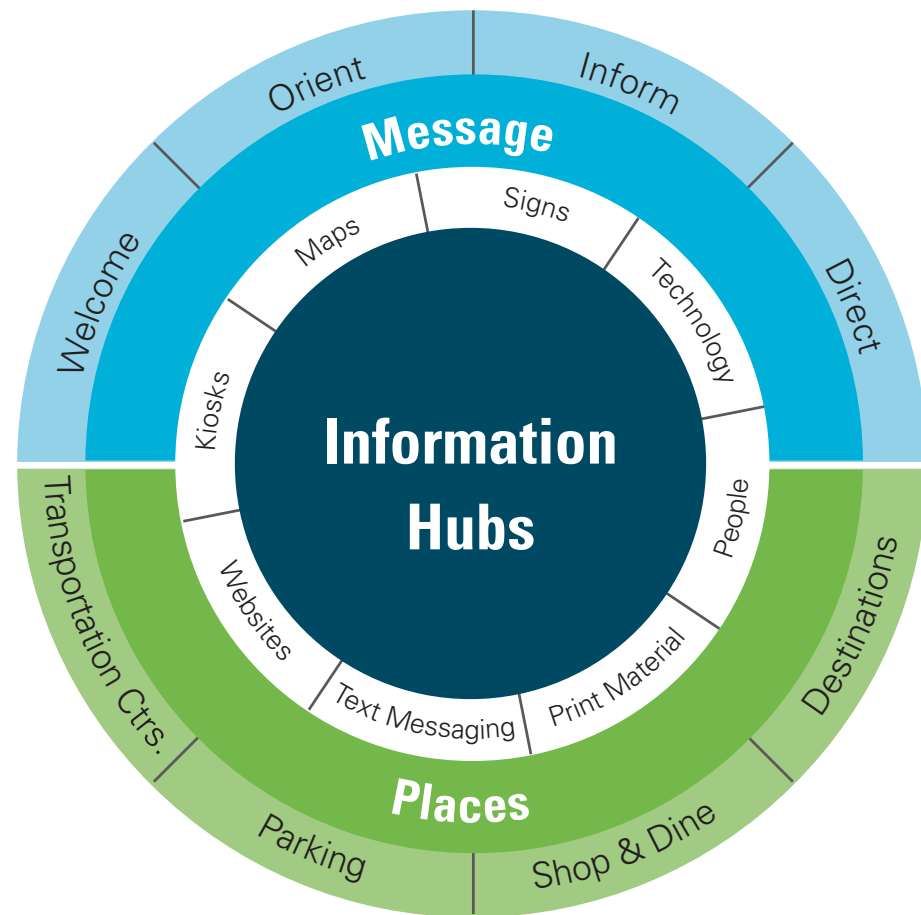 Welcome
Orient
Inform
Direct
Message
Kiosks
Maps
Signs
Technology
People
Print Material
Text Messaging
Websites
Information
Hubs
Places
Transportation Ctrs.
Parking
Shop & Dine
Destinations